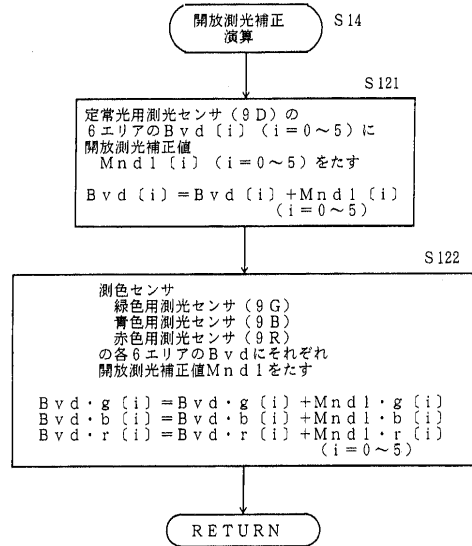 開放測光補正
演算
S14
S121
定常光用測光センサ(9D)の
6エリアのBvd〔i〕(i=0~5)に
開放測光補正値
Mndl〔i〕(i=0~5)をたす
Bvd〔i〕=Bvd〔i〕+Mndl〔i〕
(i=0~5)
S122
測色センサ
緑色用測光センサ(9G)
青色用測光センサ(9B)
赤色用測光センサ(9R)
の各6エリアのBvdにそれぞれ
開放測光補正値Mndlをたす
Bvd・g〔i〕=Bvd・g〔i〕+Mndl・g〔i〕
Bvd・b〔i〕=Bvd・b〔i〕+Mndl・b〔i〕
Bvd・r〔i〕=Bvd・r〔i〕+Mndl・r〔i〕
(i=0~5)
RETURN